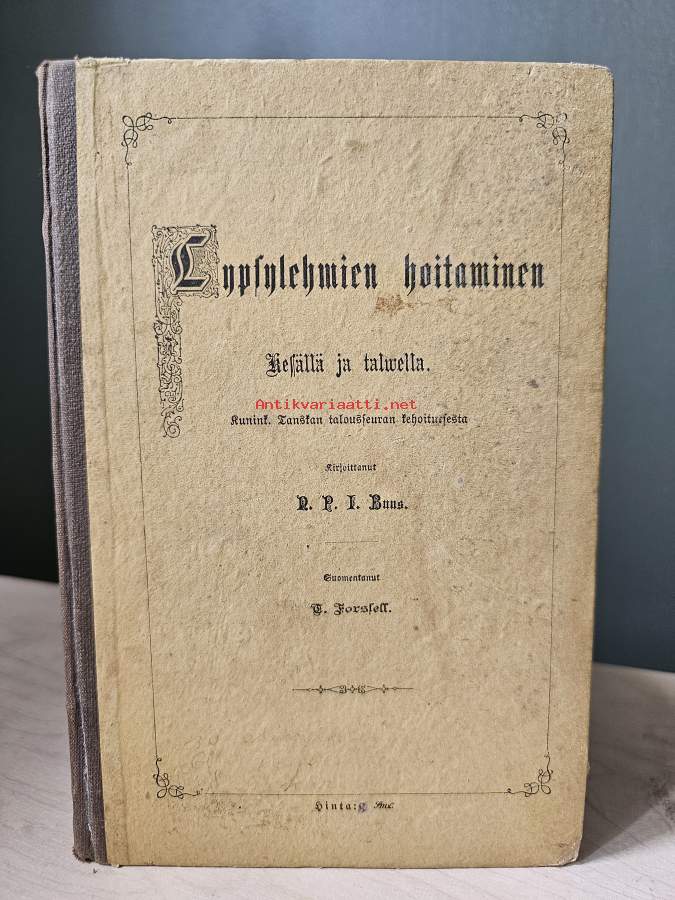 Lypsylehmien hoitaminen
Kesällä ja talwella.
Antikvariaatti.net
Kunink. Tanskan talousseuran kehoituksesta
Kirjoittanut
N. P. I. Buus.
Suomentanut
T. Forssell.
Hinta: